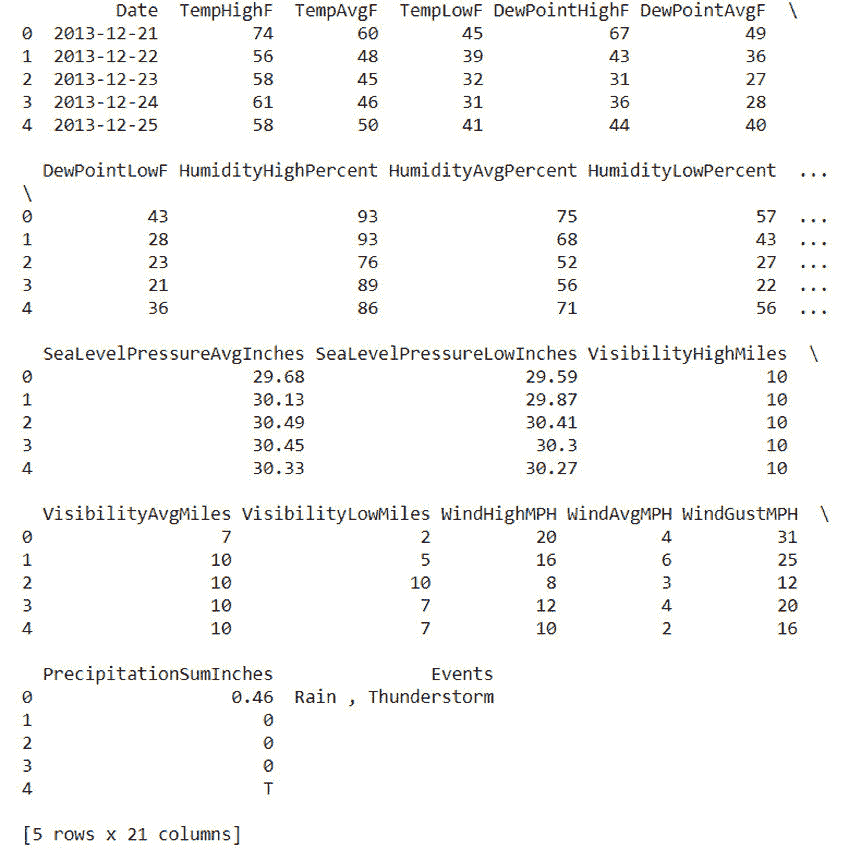 Date TempHighF TempAvgF TempLowF DewPointHighF DewPointAvgF \
0 2013-12-21 74 60 45 67 49
1 2013-12-22 56 48 39 43 36
2 2013-12-23 58 45 32 31 27
3 2013-12-24 61 46 31 36 28
4 2013-12-25 58 50 41 44 40
DewPointLowF HumidityHighPercent HumidityAvgPercent HumidityLowPercent ...
\
0 43 93 75 57 ...
1 28 93 68 43 ...
2 23 76 52 27 ...
3 21 89 56 22 ...
4 36 86 71 56 ...
SeaLevelPressureAvgInches SeaLevelPressureLowInches VisibilityHighMiles \
0 29.68 29.59 10
1 30.13 29.87 10
2 30.49 30.41 10
3 30.45 30.3 10
4 30.33 30.27 10
VisibilityAvgMiles VisibilityLowMiles WindHighMPH WindAvgMPH WindGustMPH \
0 7 2 20 4 31
1 10 5 16 6 25
2 10 10 8 3 12
3 10 7 12 4 20
4 10 7 10 2 16
PrecipitationSumInches Events
0 0.46 Rain , Thunderstorm
1 0
2 0
3 0
4 T
[5 rows x 21 columns]